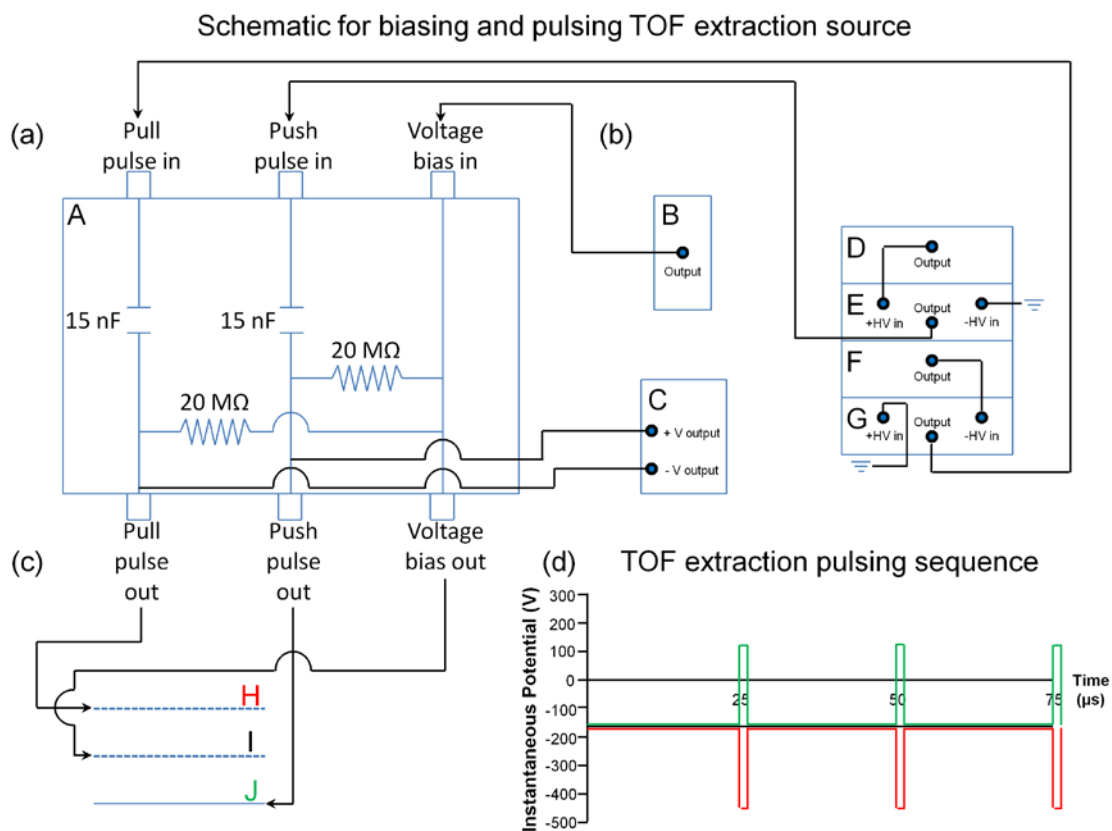 Schematic for biasing and pulsing TOF extraction source
(a)
Pull
pulse in
Push
pulse in
Voltage
bias in
(b)
A
15 nF
15 nF
20 MΩ
20 MΩ
B
Output
C
+ V output
- V output
D
Output
E
+HV in
Output
-HV in
F
Output
G
+HV in
Output
-HV in
Pull
pulse
out
Push
pulse
out
Voltage
bias out
(c)
H
I
J
(d)
TOF extraction pulsing sequence
Instantaneous Potential (V)
300
200
100
0
-100
-200
-300
-400
-500
25
50
75
Time
(µs)